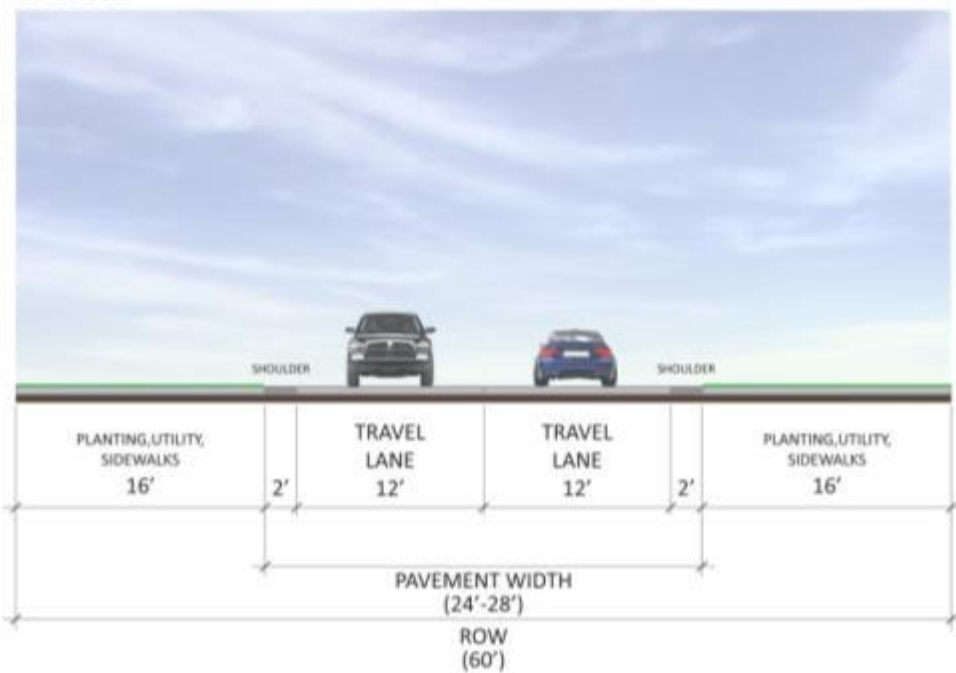 SHOULDER
SHOULDER
PLANTING,UTILITY,
SIDEWALKS
16'
2'
TRAVEL
LANE
12'
TRAVEL
LANE
12'
2'
PLANTING,UTILITY,
SIDEWALKS
16'
PAVEMENT WIDTH
(24'-28')
ROW
(60')